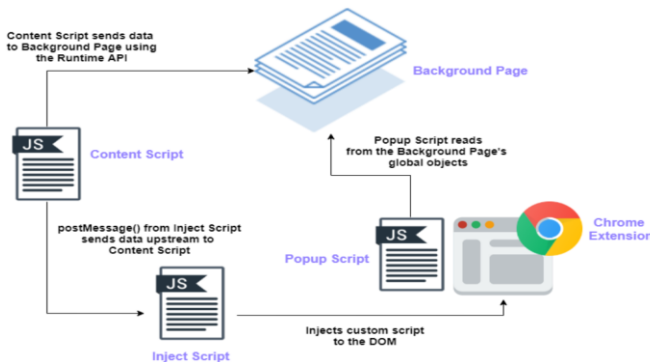 Content Script sends data
to Background Page using
the Runtime API
Background Page
JS
Content Script
Popup Script reads
from the Background Page's
global objects
postMessage() from Inject Script
sends data upstream to
Content Script
JS
Popup Script
Chrome
Extension
JS
Inject Script
Injects custom script
to the DOM